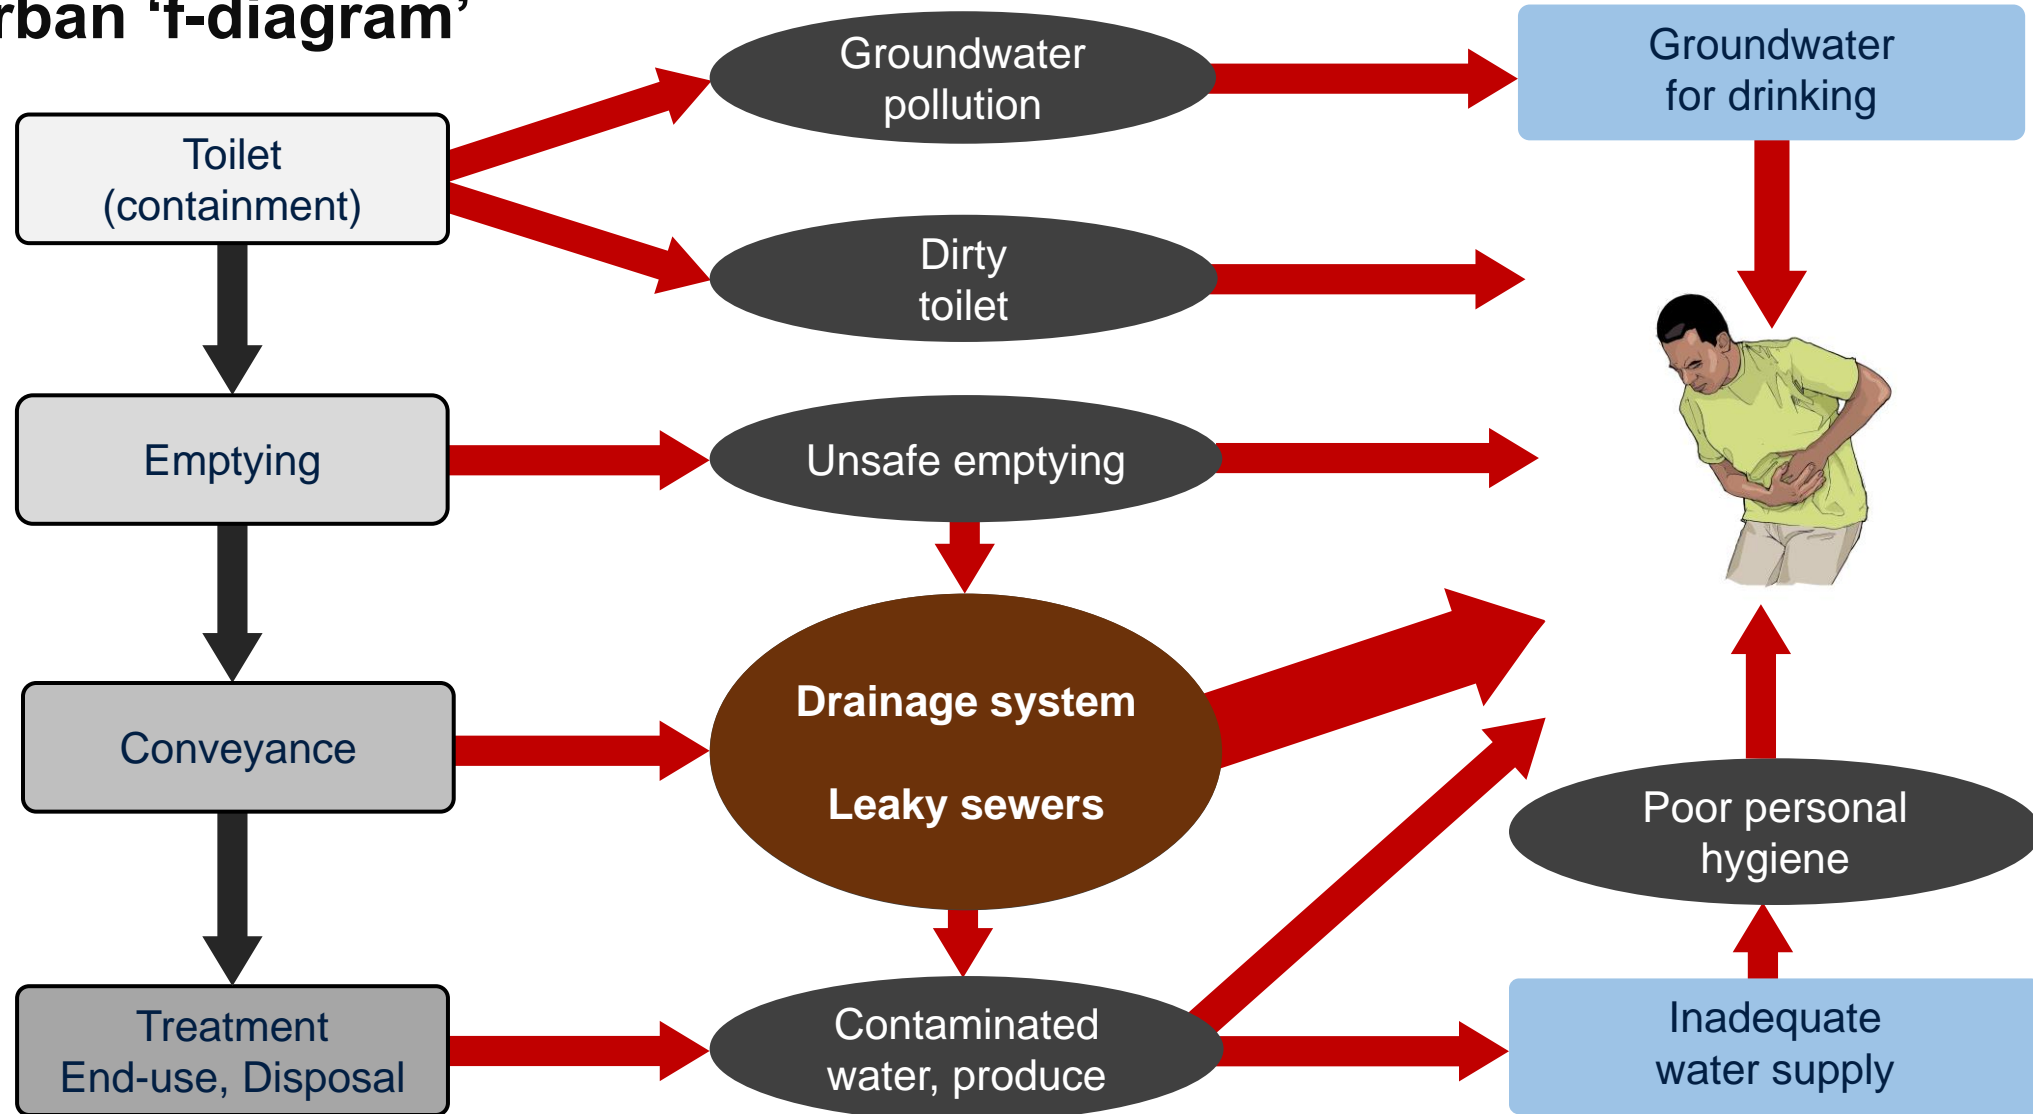 rban ‘f-diagram’
Groundwater
pollution
Groundwater
for drinking
Toilet
(containment)
Dirty
toilet
Emptying
Unsafe emptying
Drainage system
Leaky sewers
Conveyance
Poor personal
hygiene
Treatment
End-use, Disposal
Contaminated
water, produce
Inadequate
water supply